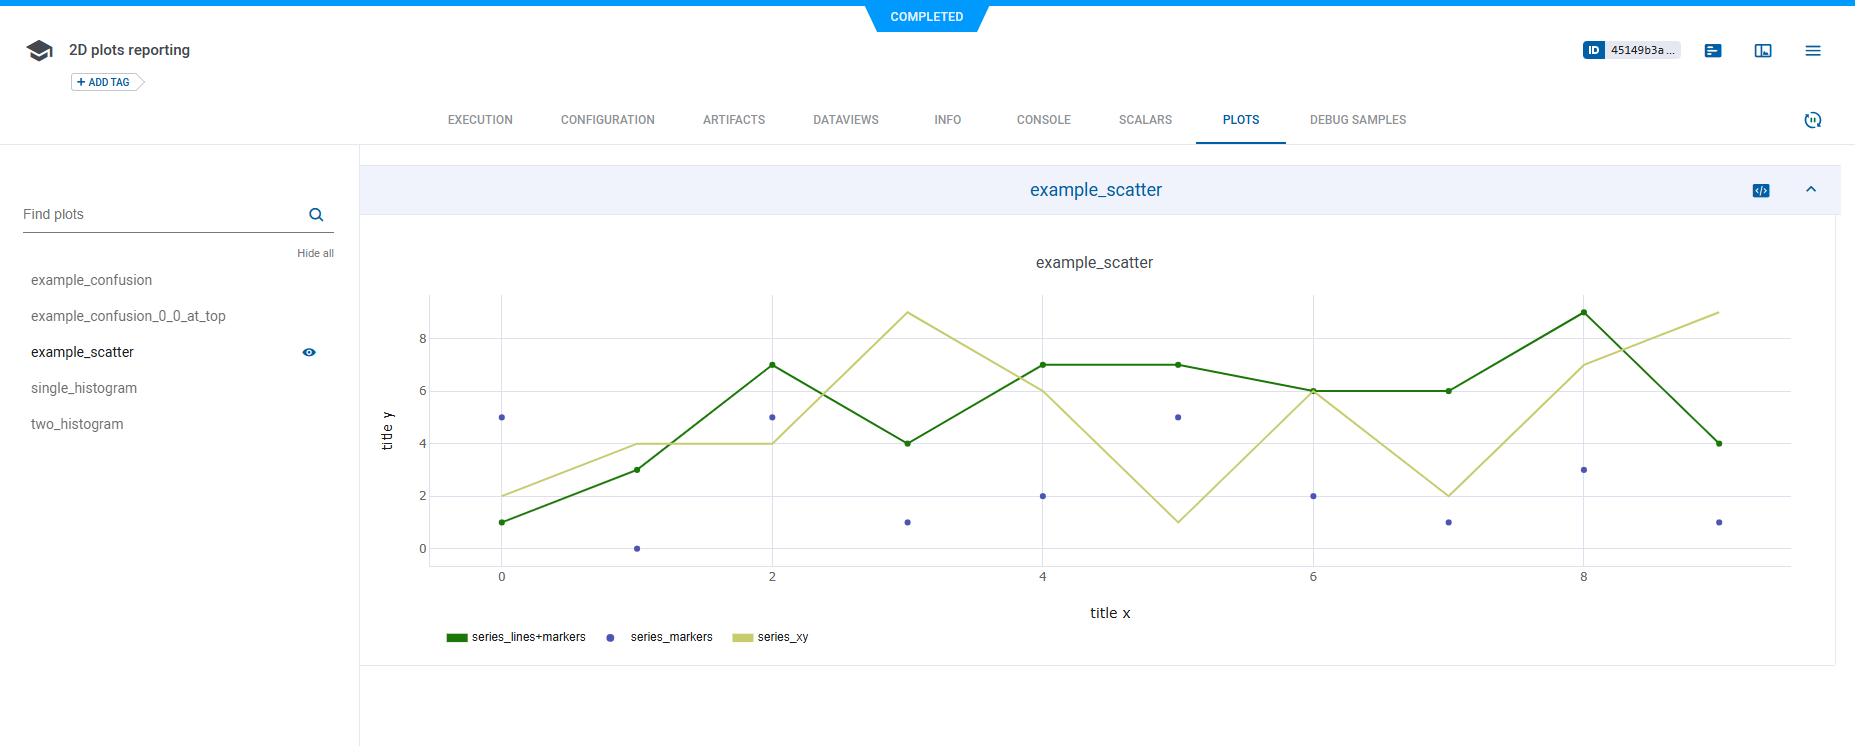 COMPLETED
2D plots reporting
ID 45149b3a ...
+ ADD TAG
EXECUTION CONFIGURATION ARTIFACTS DATAVIEWS INFO CONSOLE SCALARS PLOTS DEBUG SAMPLES
Find plots
Hide all
example_confusion
example_confusion_0_0_at_top
example_scatter
single_histogram
two_histogram
example_scatter
example_scatter
title y
8
6
4
2
0
0 2 4 6 8
title x
series_lines+markers series_markers series_xy